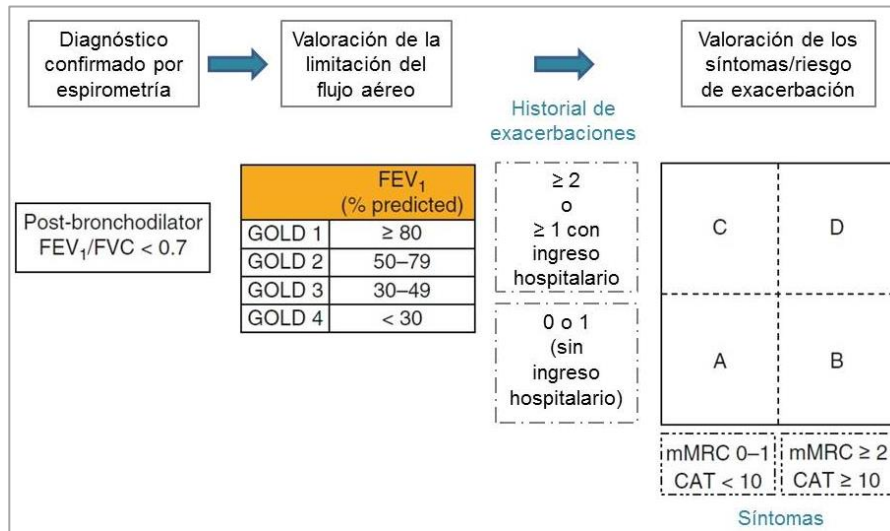 Diagnóstico
confirmado por
espirometría
Valoración de la
limitación del
flujo aéreo
Valoración de los
síntomas/riesgo
de exacerbación
Historial de
exacerbaciones
Post-bronchodilator
FEV₁/FVC < 0.7
FEV₁
(% predicted)
GOLD 1 ≥ 80
GOLD 2 50–79
GOLD 3 30–49
GOLD 4 < 30
≥ 2
o
≥ 1 con
ingreso
hospitalario
0 o 1
(sin
ingreso
hospitalario)
C D
A B
mMRC 0–1
CAT < 10
mMRC ≥ 2
CAT ≥ 10
Síntomas